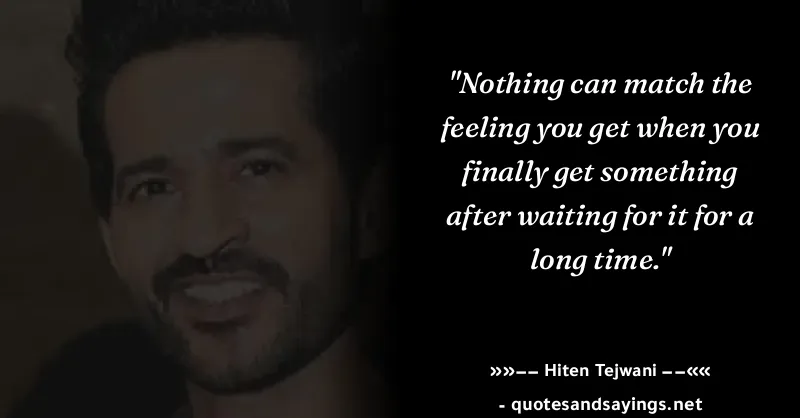 "Nothing can match the
feeling you get when you
finally get something
after waiting for it for a
long time."
»»–– Hiten Tejwani ––««
- quotesandsayings.net